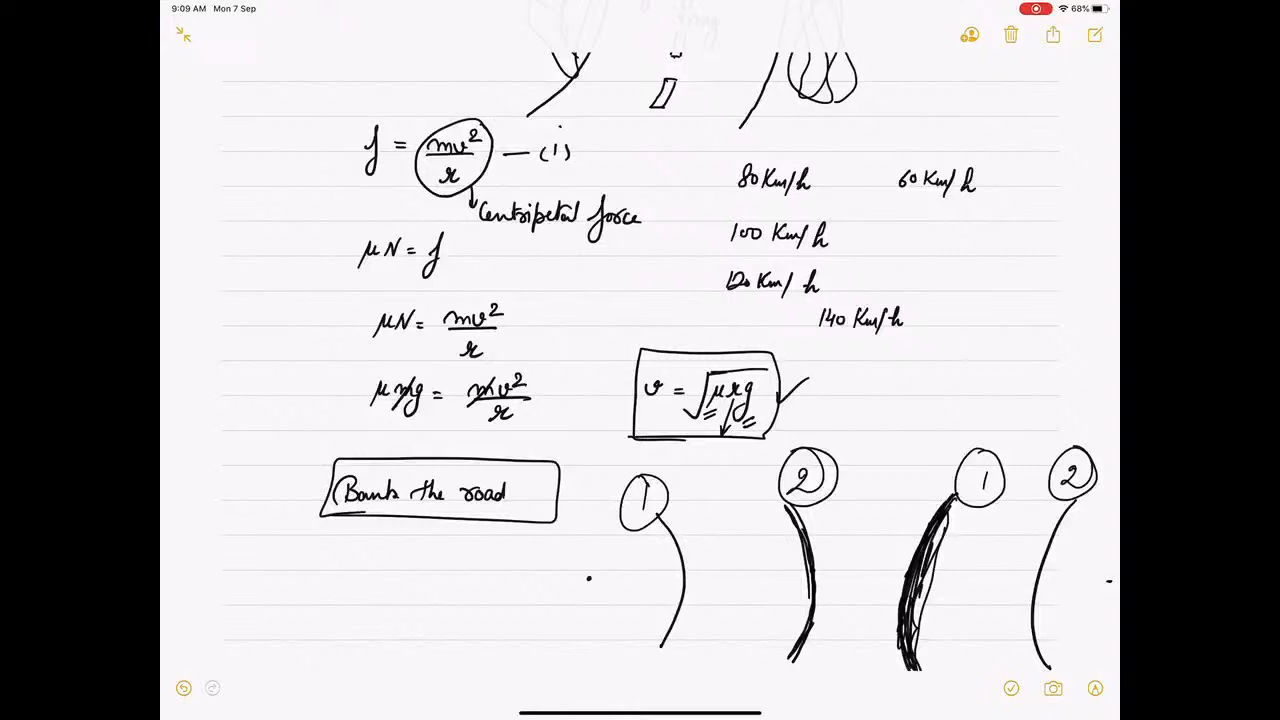 9:09 AM Mon 7 Sep
68%
mg
f = mv²/r — (i)
80 Km/h 60 Km/h
Centripetal force
100 Km/h
μN = f
120 Km/h
140 Km/h
μN = mv²/r
μmg = mv²/r
v = √μrg
Bank the road
1 2 1 2